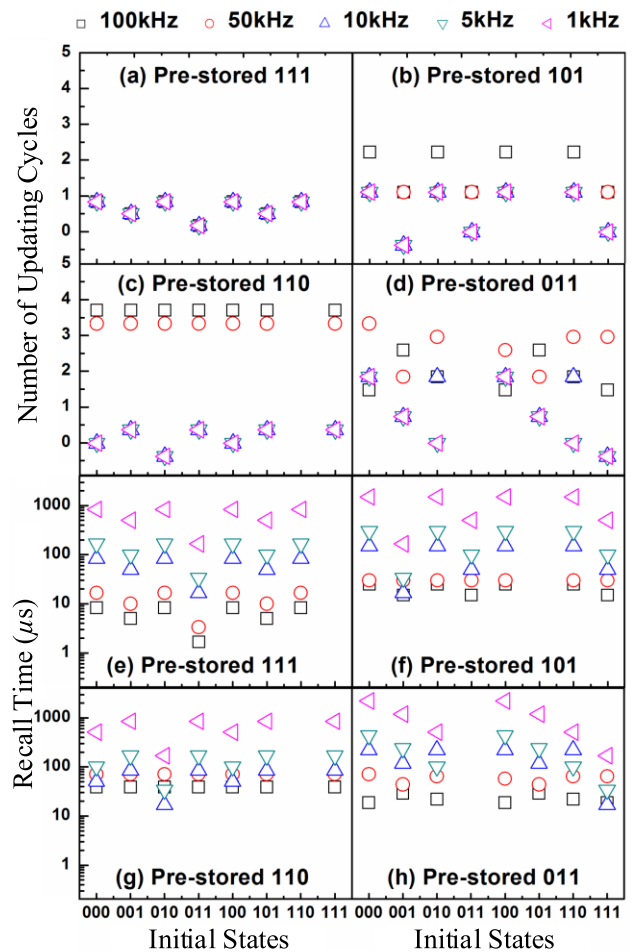 100kHz 50kHz 10kHz 5kHz 1kHz
(a) Pre-stored 111
(b) Pre-stored 101
5
4
3
2
1
0
Number of Updating Cycles
(c) Pre-stored 110
(d) Pre-stored 011
5
4
3
2
1
0
1000
100
10
1
(e) Pre-stored 111
(f) Pre-stored 101
Recall Time (μs)
1000
100
10
1
(g) Pre-stored 110
(h) Pre-stored 011
000 001 010 011 100 101 110 111
000 001 010 011 100 101 110 111
Initial States
Initial States